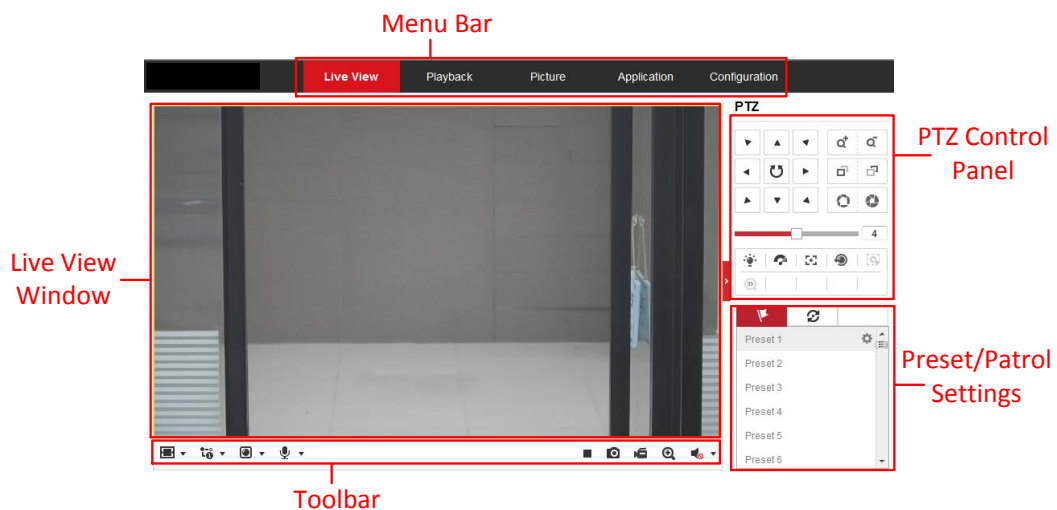 Menu Bar
Live View Playback Picture Application Configuration
PTZ
PTZ Control
Panel
4
3D
Live View
Window
Preset 1
Preset 2
Preset 3
Preset 4
Preset 5
Preset 6
Preset/Patrol
Settings
Toolbar